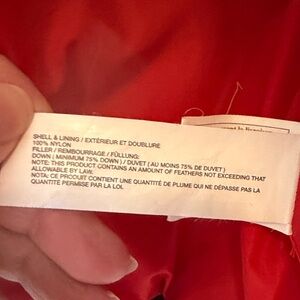 SHELL & LINING / EXTÉRIEUR ET DOUBLURE
100% NYLON
FILLER / REMBOURRAGE / FÜLLUNG:
DOWN ( MINIMUM 75% DOWN ) / DUVET ( AU MOINS 75% DE DUVET )
NOTE: THIS PRODUCT CONTAINS AN AMOUNT OF FEATHERS NOT EXCEEDING THAT
ALLOWABLE BY LAW.
NOTA: CE PRODUIT CONTIENT UNE QUANTITÉ DE PLUME QUI NE DÉPASSE PAS LA
QUANTITÉ PERMISE PAR LA LOI.